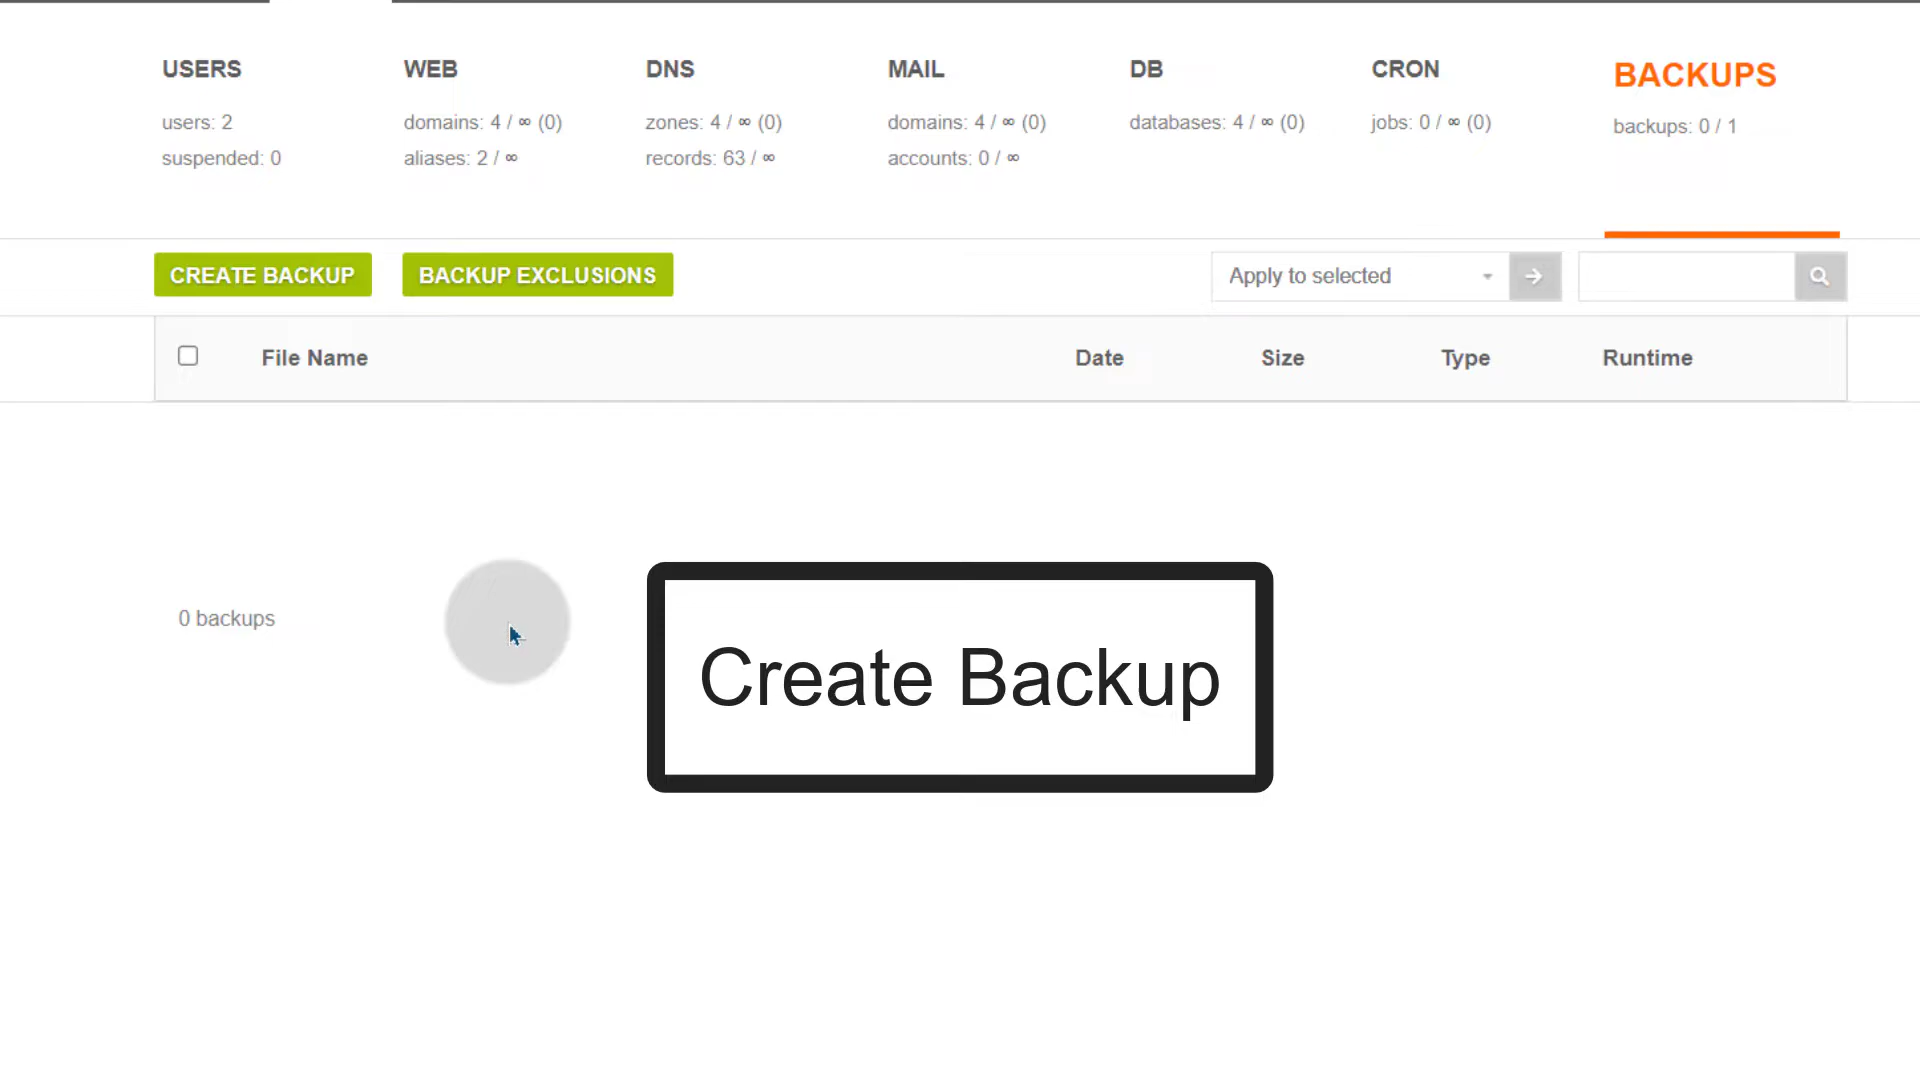 USERS
users: 2
suspended: 0
WEB
domains: 4 / ∞ (0)
aliases: 2 / ∞
DNS
zones: 4 / ∞ (0)
records: 63 / ∞
MAIL
domains: 4 / ∞ (0)
accounts: 0 / ∞
DB
databases: 4 / ∞ (0)
CRON
jobs: 0 / ∞ (0)
BACKUPS
backups: 0 / 1
CREATE BACKUP
BACKUP EXCLUSIONS
Apply to selected
File Name
Date
Size
Type
Runtime
0 backups
Create Backup